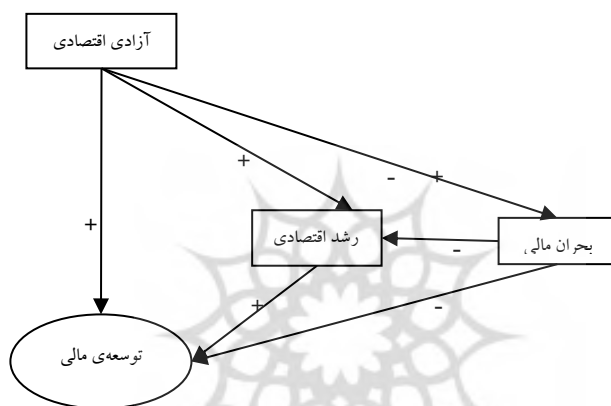 آزادی اقتصادی
+
-
+
+
رشد اقتصادی
بحران مالی
-
+
-
توسعه‌ی مالی